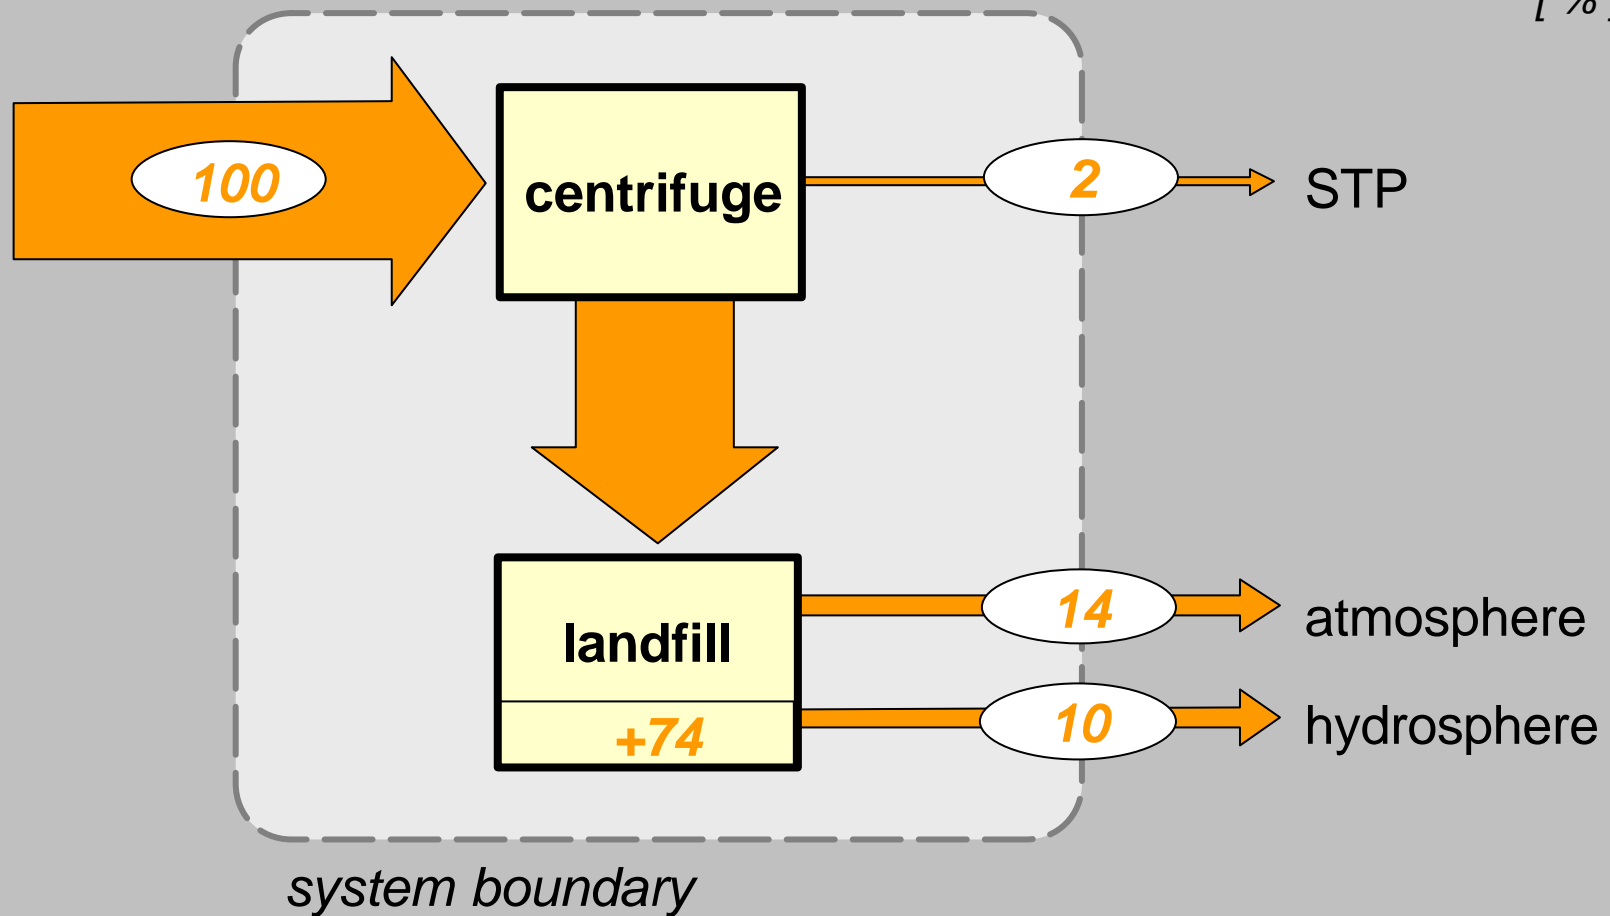 [ %
100
centrifuge
2
STP
landfill
+74
14
atmosphere
10
hydrosphere
system boundary